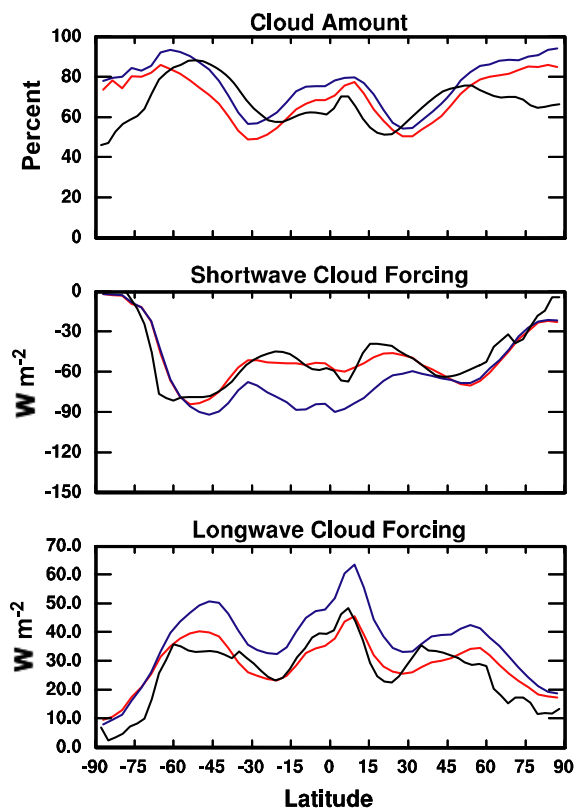 Cloud Amount
100
80
60
40
20
0
Percent
Shortwave Cloud Forcing
0
-30
-60
-90
-120
-150
W m-2
Longwave Cloud Forcing
70.0
60.0
50.0
40.0
30.0
20.0
10.0
0.0
W m-2
-90 -75 -60 -45 -30 -15 0 15 30 45 60 75 90
Latitude